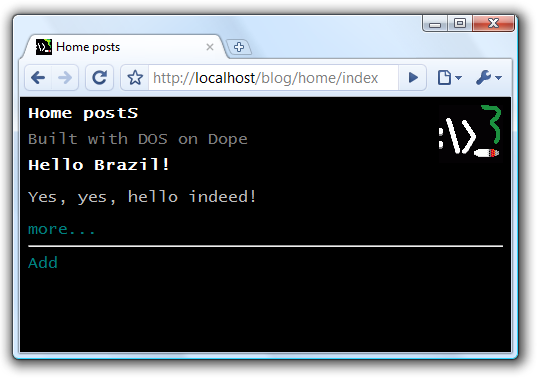 Home posts
http://localhost/blog/home/index
Home postS
Built with DOS on Dope
Hello Brazil!
Yes, yes, hello indeed!
more...
Add